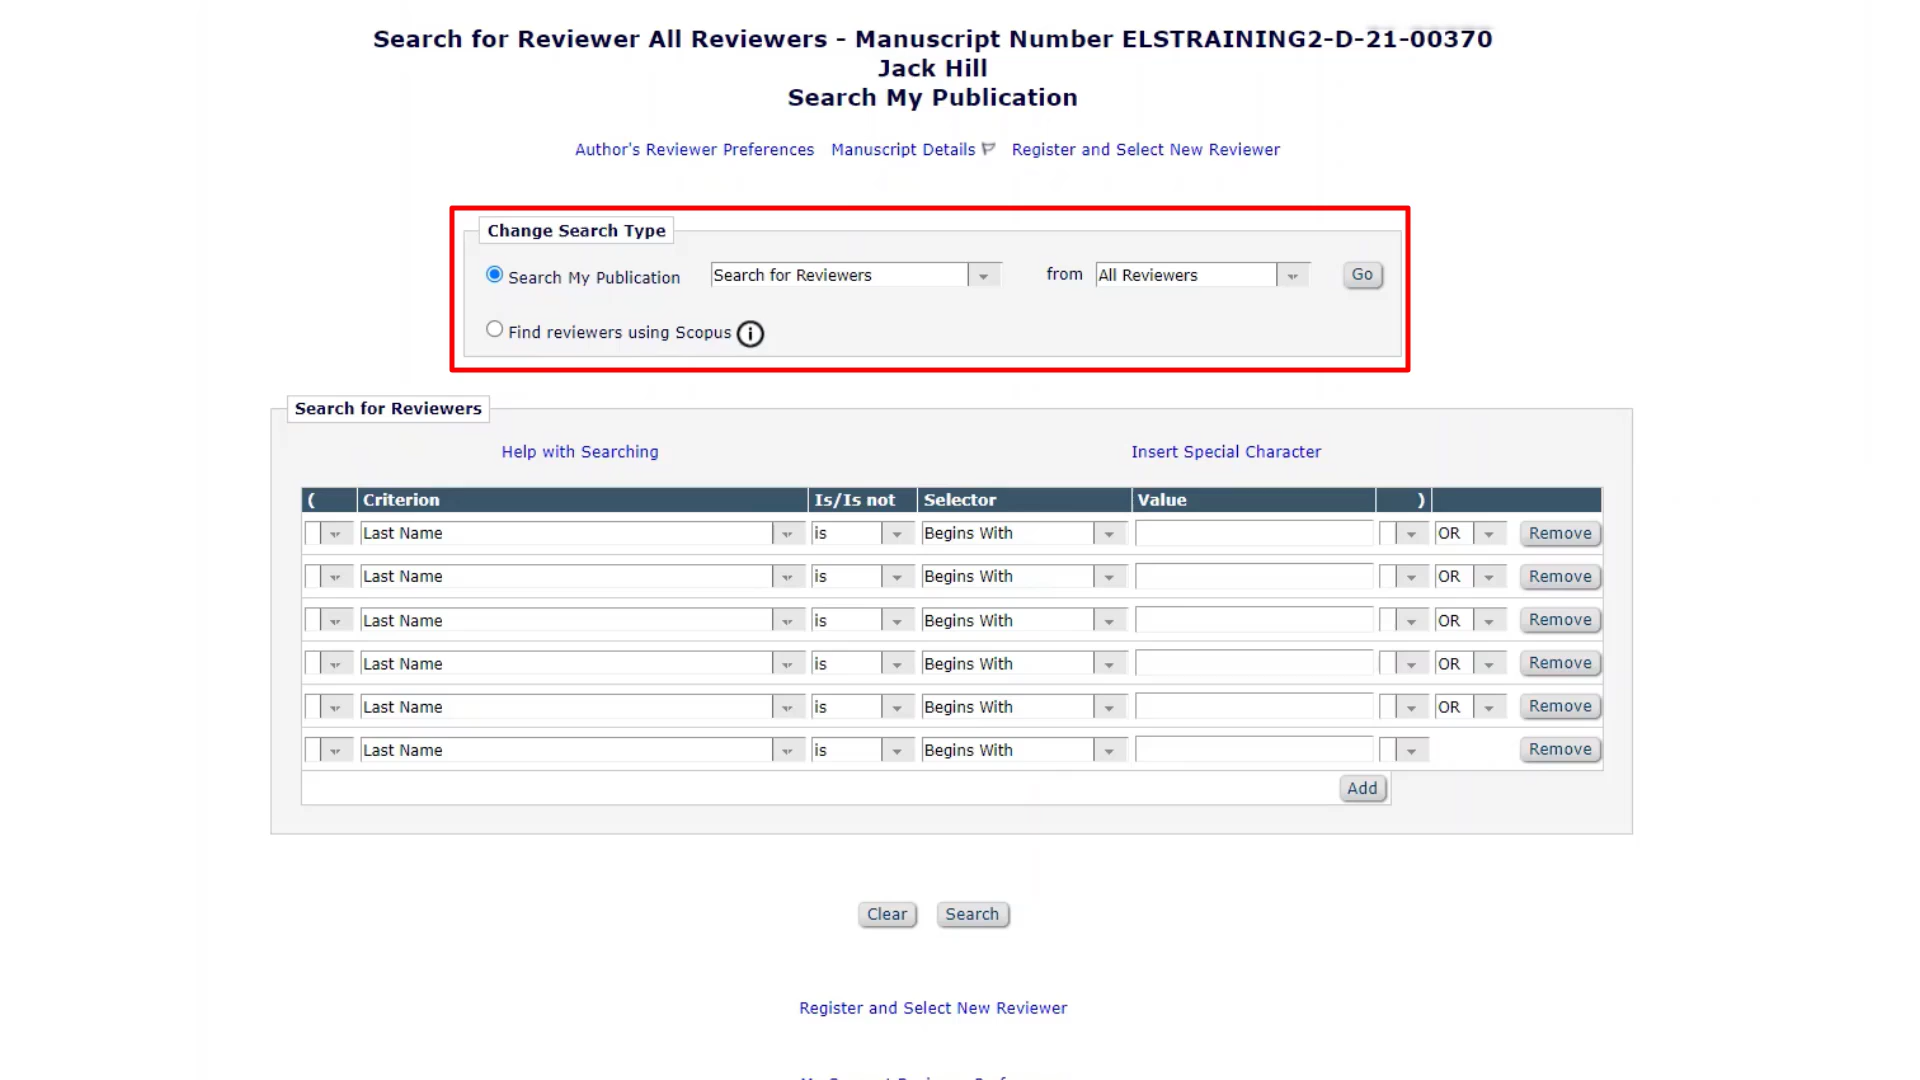 Search for Reviewer All Reviewers - Manuscript Number ELSTRAINING2-D-21-00370
Jack Hill
Search My Publication
Author's Reviewer Preferences Manuscript Details Register and Select New Reviewer
Change Search Type
Search My Publication Search for Reviewers from All Reviewers Go
Find reviewers using Scopus i
Search for Reviewers
Help with Searching Insert Special Character
( Criterion Is/Is not Selector Value )
Last Name is Begins With OR Remove
Last Name is Begins With OR Remove
Last Name is Begins With OR Remove
Last Name is Begins With OR Remove
Last Name is Begins With OR Remove
Last Name is Begins With Remove
Add
Clear Search
Register and Select New Reviewer